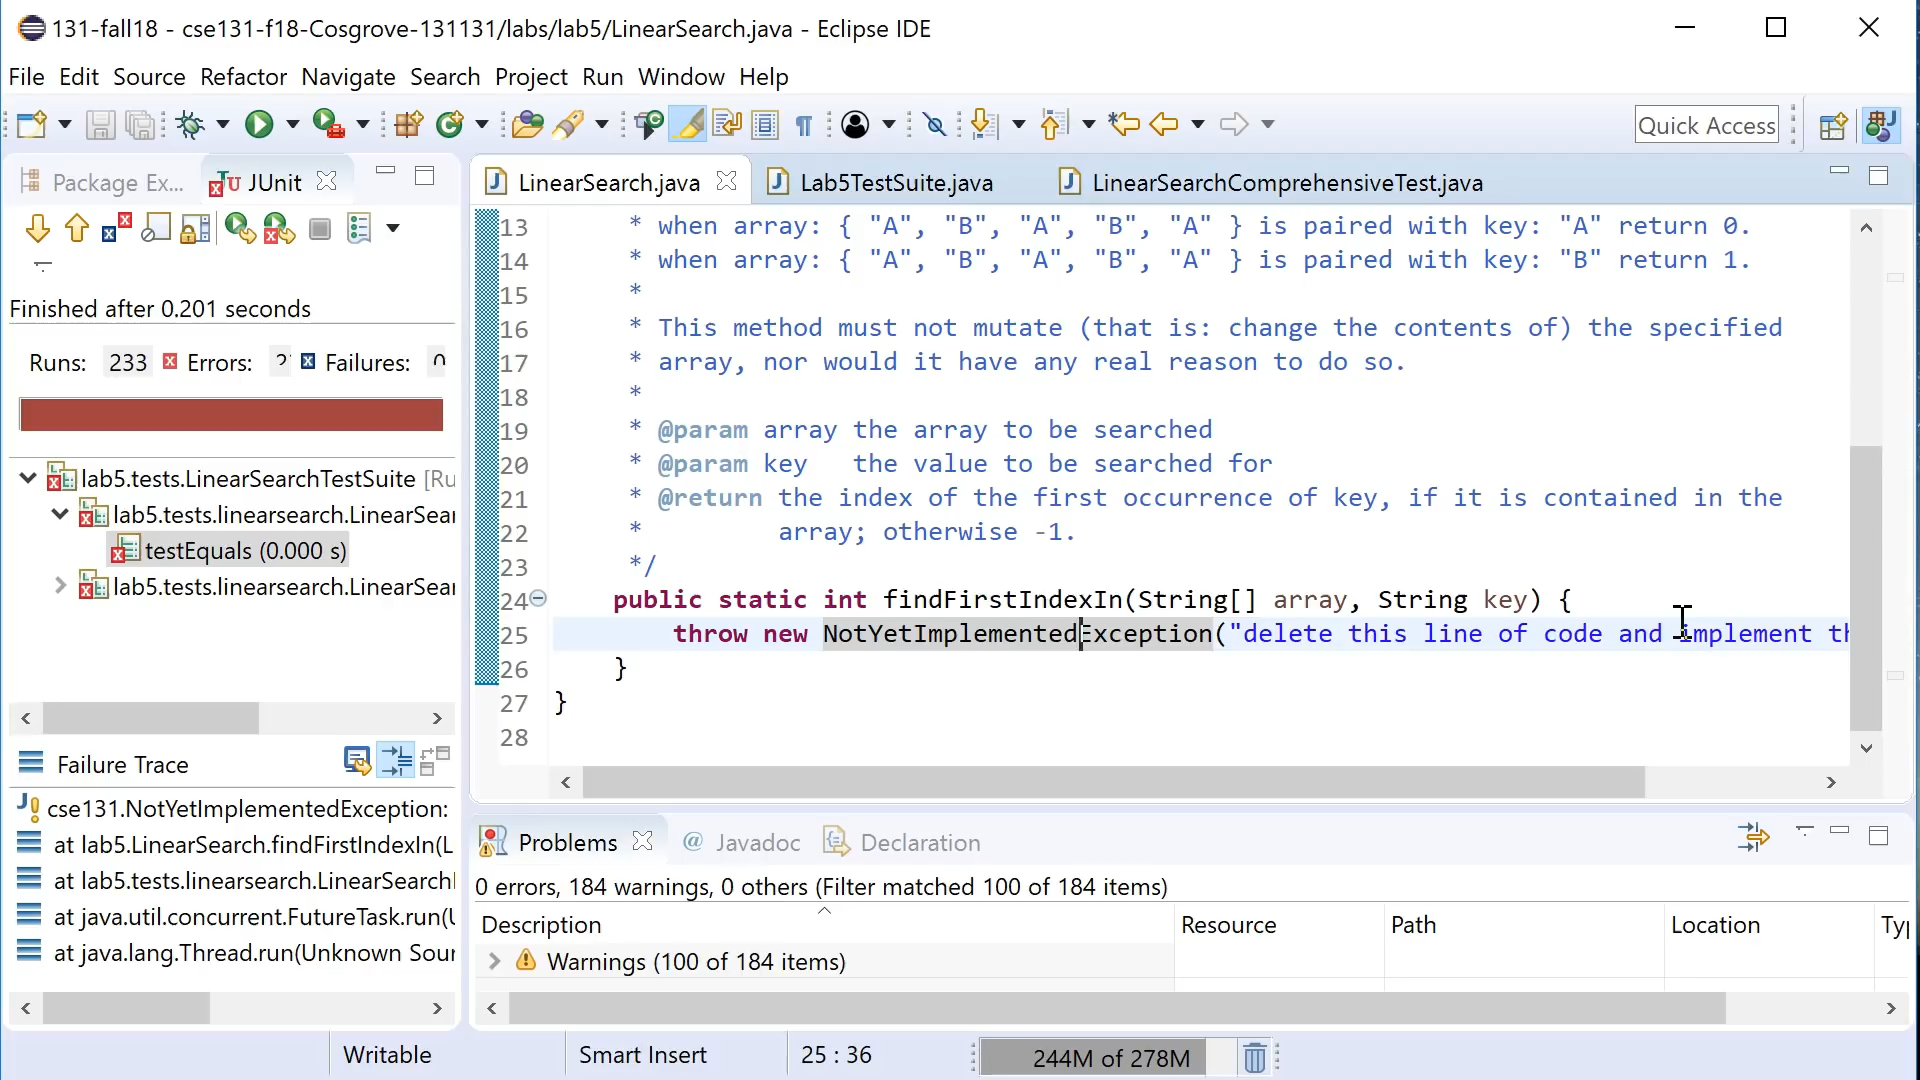 131-fall18 - cse131-f18-Cosgrove-131131/labs/lab5/LinearSearch.java - Eclipse IDE
File Edit Source Refactor Navigate Search Project Run Window Help
Quick Access
Package Ex... JUnit
Finished after 0.201 seconds
Runs: 233 Errors: Failures:
lab5.tests.LinearSearchTestSuite [Ru
lab5.tests.linearsearch.LinearSear
testEquals (0.000 s)
lab5.tests.linearsearch.LinearSear
Failure Trace
cse131.NotYetImplementedException:
at lab5.LinearSearch.findFirstIndexIn(L
at lab5.tests.linearsearch.LinearSearch
at java.util.concurrent.FutureTask.run(U
at java.lang.Thread.run(Unknown Sour
LinearSearch.java Lab5TestSuite.java LinearSearchComprehensiveTest.java
13 * when array: { "A", "B", "A", "B", "A" } is paired with key: "A" return 0.
14 * when array: { "A", "B", "A", "B", "A" } is paired with key: "B" return 1.
15 *
16 * This method must not mutate (that is: change the contents of) the specified
17 * array, nor would it have any real reason to do so.
18 *
19 * @param array the array to be searched
20 * @param key the value to be searched for
21 * @return the index of the first occurrence of key, if it is contained in the
22 * array; otherwise -1.
23 */
24 public static int findFirstIndexIn(String[] array, String key) {
25 throw new NotYetImplementedException("delete this line of code and implement th
26 }
27 }
28
Problems @ Javadoc Declaration
0 errors, 184 warnings, 0 others (Filter matched 100 of 184 items)
Description Resource Path Location Typ
Warnings (100 of 184 items)
Writable Smart Insert 25 : 36 244M of 278M